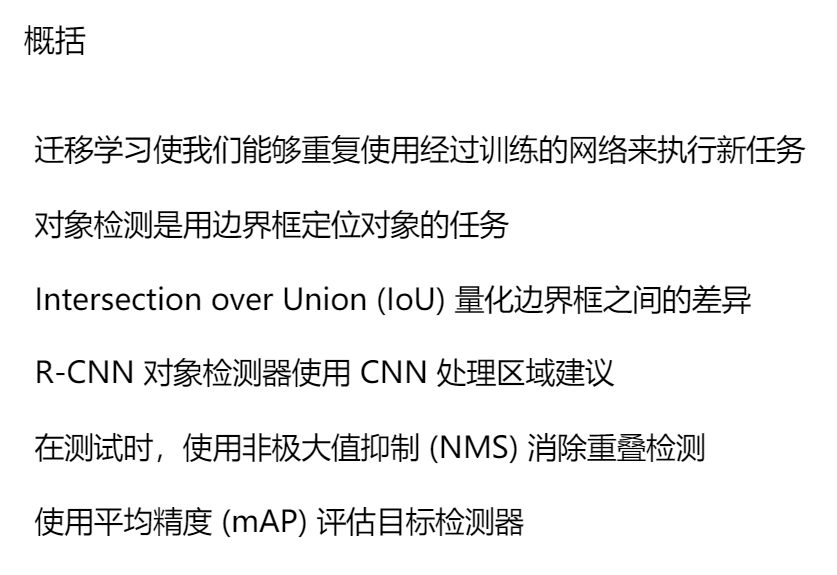 概括
迁移学习使我们能够重复使用经过训练的网络来执行新任务
对象检测是用边界框定位对象的任务
Intersection over Union (IoU) 量化边界框之间的差异
R-CNN 对象检测器使用 CNN 处理区域建议
在测试时，使用非极大值抑制 (NMS) 消除重叠检测
使用平均精度 (mAP) 评估目标检测器